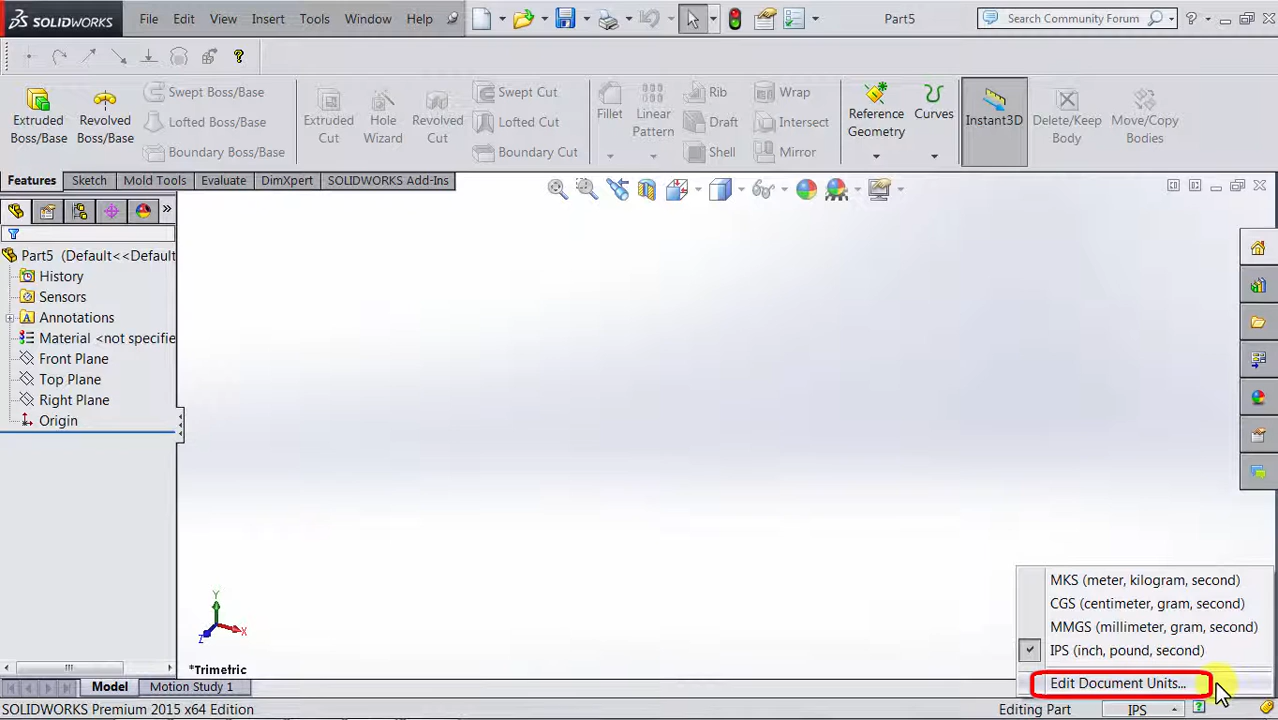 SOLIDWORKS File Edit View Insert Tools Window Help Part5 Search Community Forum
Extruded Boss/Base
Revolved Boss/Base
Swept Boss/Base
Lofted Boss/Base
Boundary Boss/Base
Extruded Cut
Hole Wizard
Revolved Cut
Swept Cut
Lofted Cut
Boundary Cut
Fillet
Linear Pattern
Rib
Draft
Shell
Wrap
Intersect
Mirror
Reference Geometry
Curves
Instant3D
Delete/Keep Body
Move/Copy Bodies
Features Sketch Mold Tools Evaluate DimXpert SOLIDWORKS Add-Ins
Part5 (Default<<Default
History
Sensors
Annotations
Material <not specifie
Front Plane
Top Plane
Right Plane
Origin
Y
X
Z
*Trimetric
MKS (meter, kilogram, second)
CGS (centimeter, gram, second)
MMGS (millimeter, gram, second)
IPS (inch, pound, second)
Edit Document Units...
Model Motion Study 1
SOLIDWORKS Premium 2015 x64 Edition Editing Part IPS